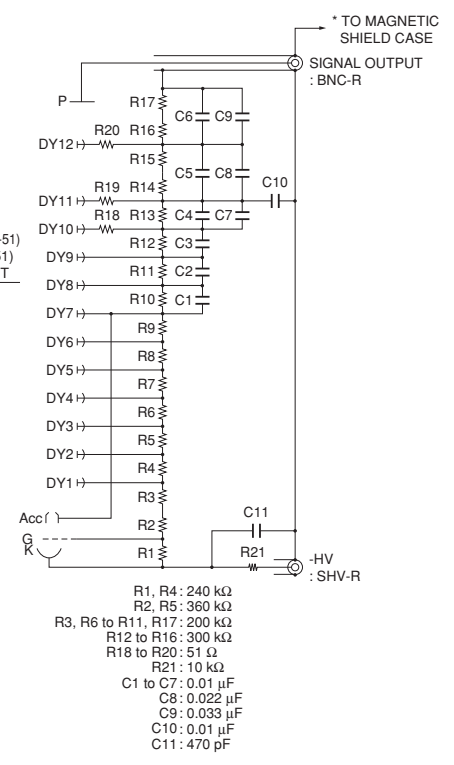 * TO MAGNETIC
SHIELD CASE
SIGNAL OUTPUT
: BNC-R
P
R17
C6
C9
R20
R16
DY12
R15
C5
C8
C10
R19
R14
DY11
R18
R13
C4
C7
DY10
R12
C3
-51)
DY9
51)
R11
C2
T
DY8
R10
C1
DY7
R9
DY6
R8
DY5
R7
DY4
R6
DY3
R5
DY2
R4
DY1
R3
Acc
R2
C11
G
K
R1
R21
-HV
: SHV-R
R1, R4 : 240 kΩ
R2, R5 : 360 kΩ
R3, R6 to R11, R17 : 200 kΩ
R12 to R16 : 300 kΩ
R18 to R20 : 51 Ω
R21 : 10 kΩ
C1 to C7 : 0.01 µF
C8 : 0.022 µF
C9 : 0.033 µF
C10 : 0.01 µF
C11 : 470 pF